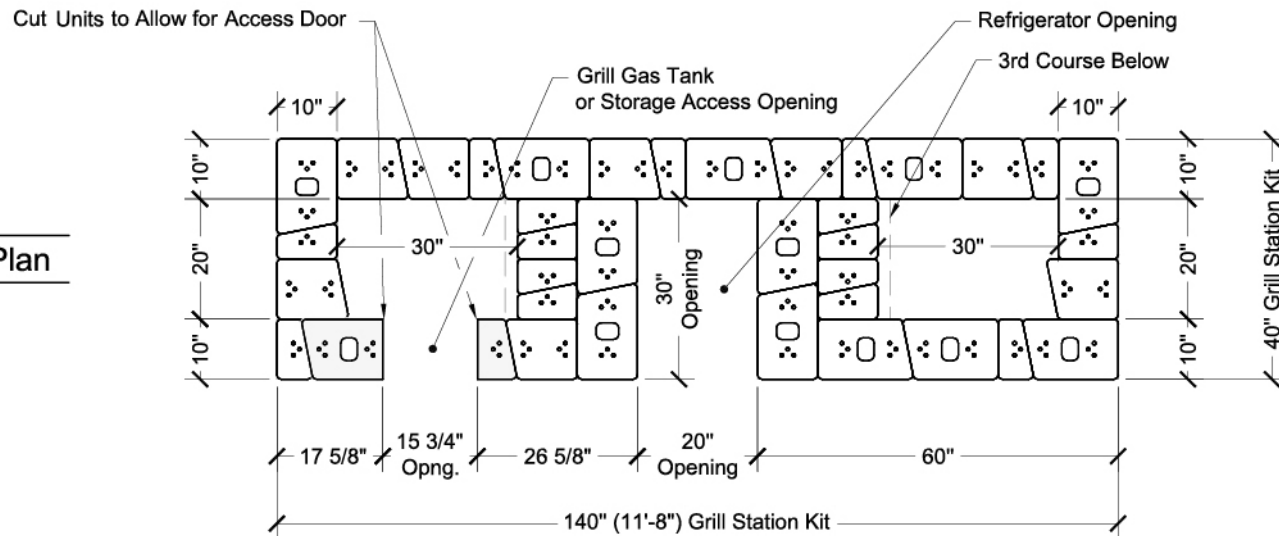 Cut Units to Allow for Access Door
Refrigerator Opening
3rd Course Below
Grill Gas Tank
or Storage Access Opening
10"
10"
10"
10"
20"
30"
30"
Opening
30"
20"
40" Grill Station Kit
Plan
10"
10"
17 5/8"
15 3/4"
Opng.
26 5/8"
20"
Opening
60"
140" (11'-8") Grill Station Kit